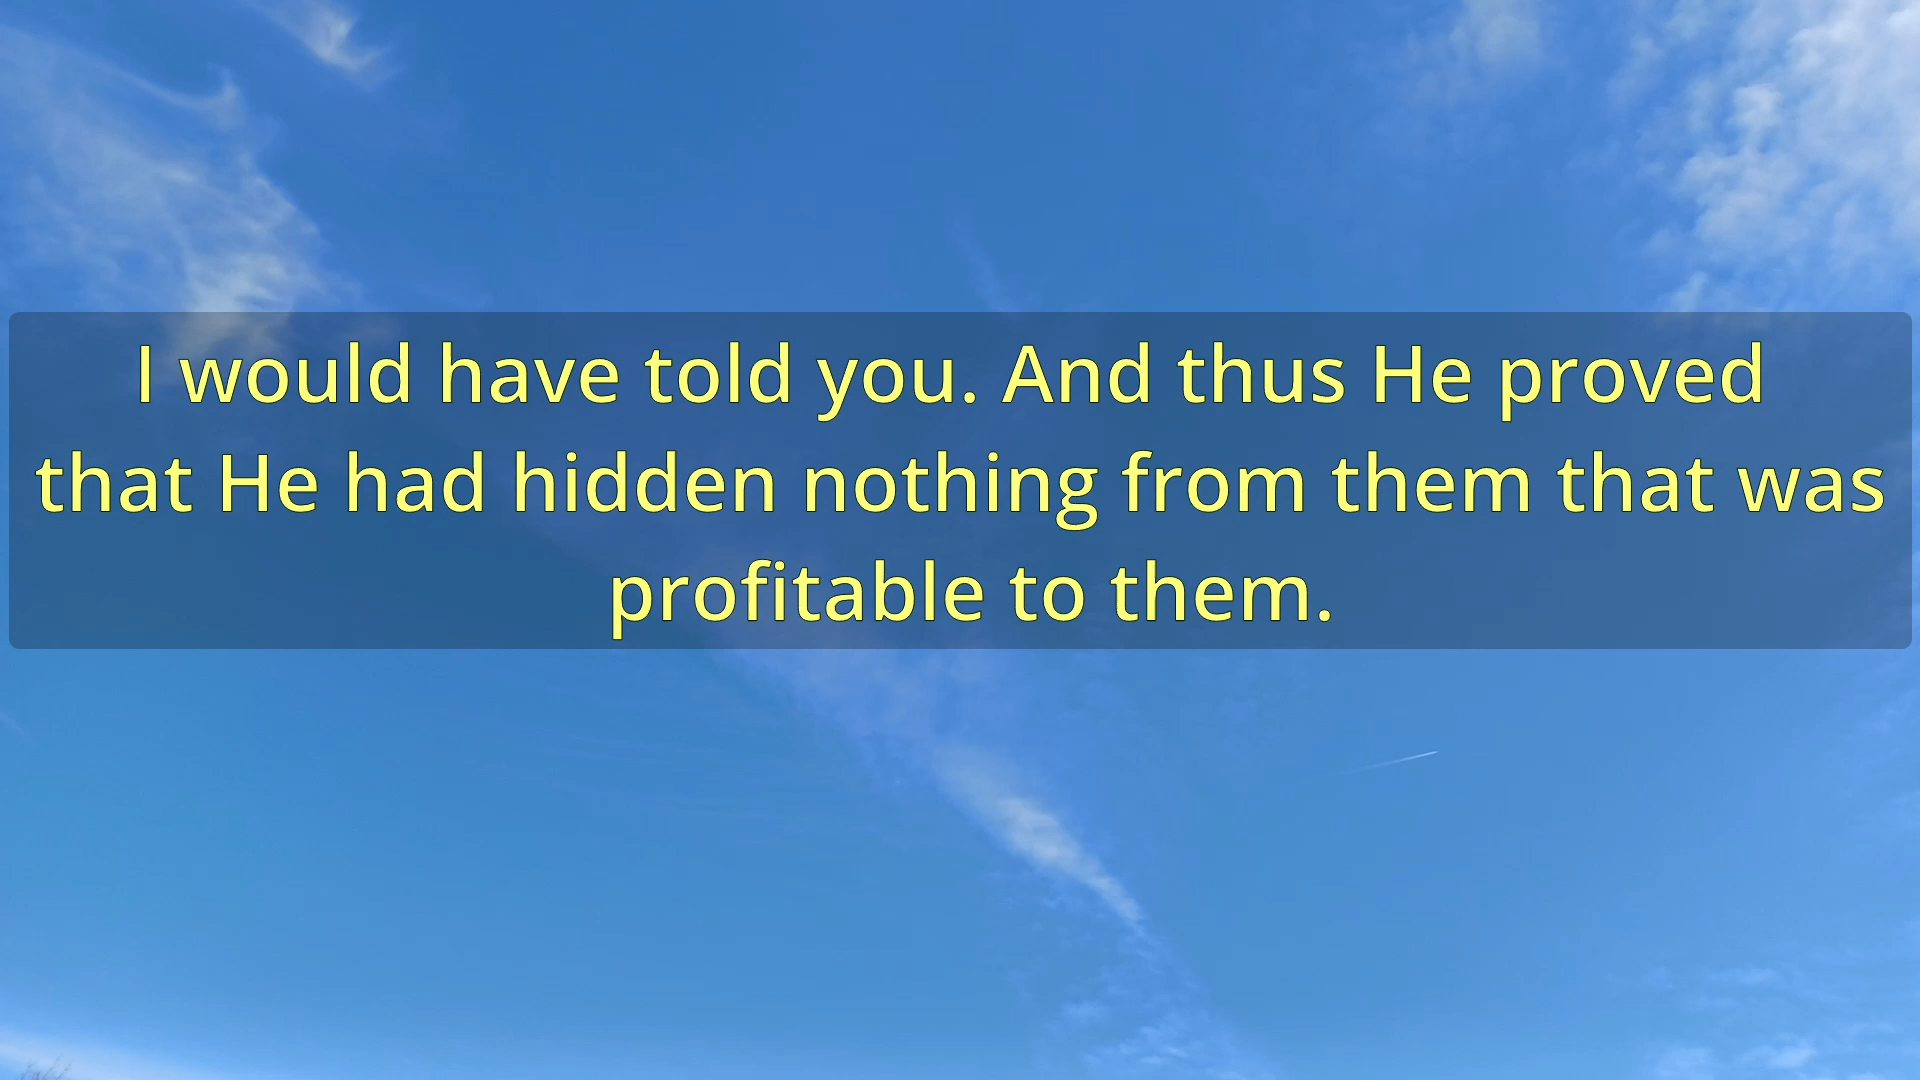 I would have told you. And thus He proved
that He had hidden nothing from them that was
profitable to them.